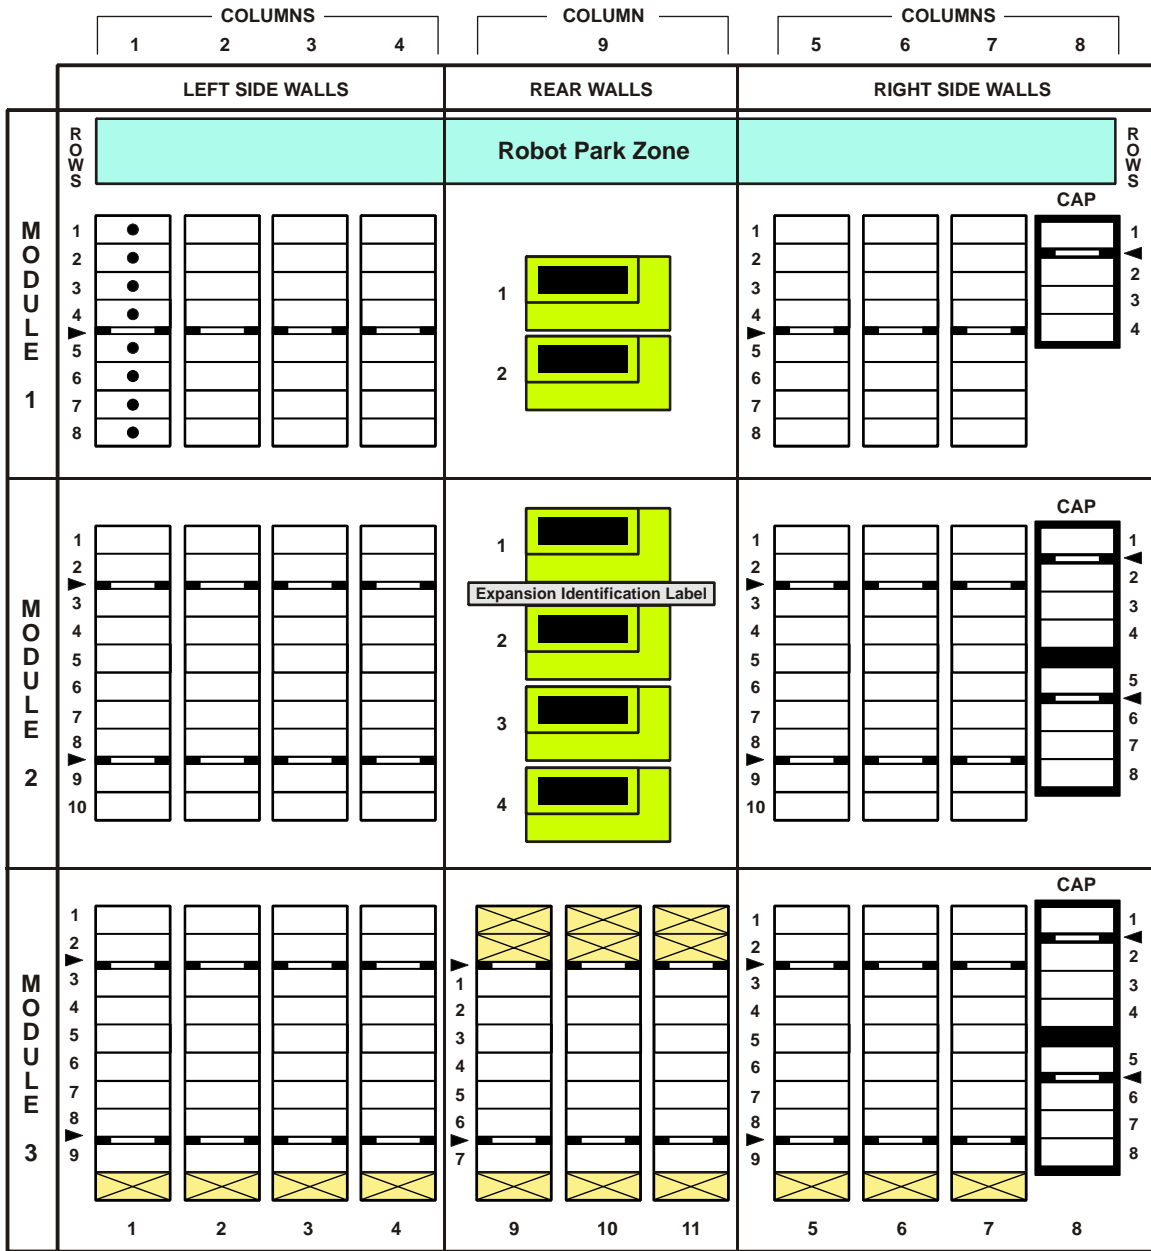 COLUMNS COLUMN COLUMNS
1 2 3 4 9 5 6 7 8
LEFT SIDE WALLS REAR WALLS RIGHT SIDE WALLS
ROWS Robot Park Zone ROWS
MODULE 1
CAP
1 1 1
2 1 2 2
3 3 3
4 4 4
5 2 5
6 6
7 7
8 8
MODULE 2
CAP
1 1 1 1
2 2 2
Expansion Identification Label
3 3 3
4 2 4 4
5 5 5
6 6 6
7 3 7 7
8 8 8
9 9
10 4 10
MODULE 3
CAP
1 1 1
2 2 2
3 1 3 3
4 2 4 4
5 3 5 5
6 4 6 6
7 5 7 7
8 6 8 8
9 7 9
1 2 3 4 9 10 11 5 6 7 8